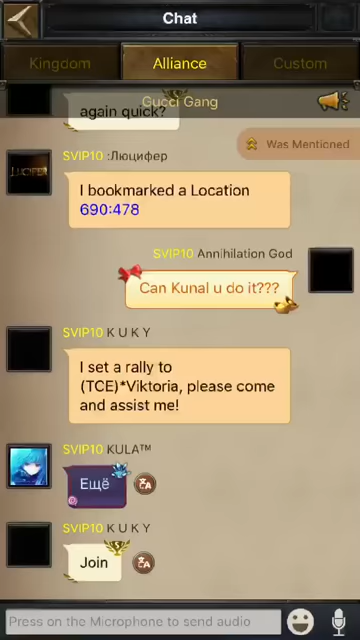 Chat
Kingdom
Alliance
Custom
again quick?
Gucci Gang
Was Mentioned
SVIP10 :Люцифер
LUCIFER
I bookmarked a Location
690:478
SVIP10 Annihilation God
Can Kunal u do it???
SVIP10 K U K Y
I set a rally to
(TCE)*Viktoria, please come
and assist me!
SVIP10 KULA™
Ещё
SVIP10 K U K Y
Join
Press on the Microphone to send audio